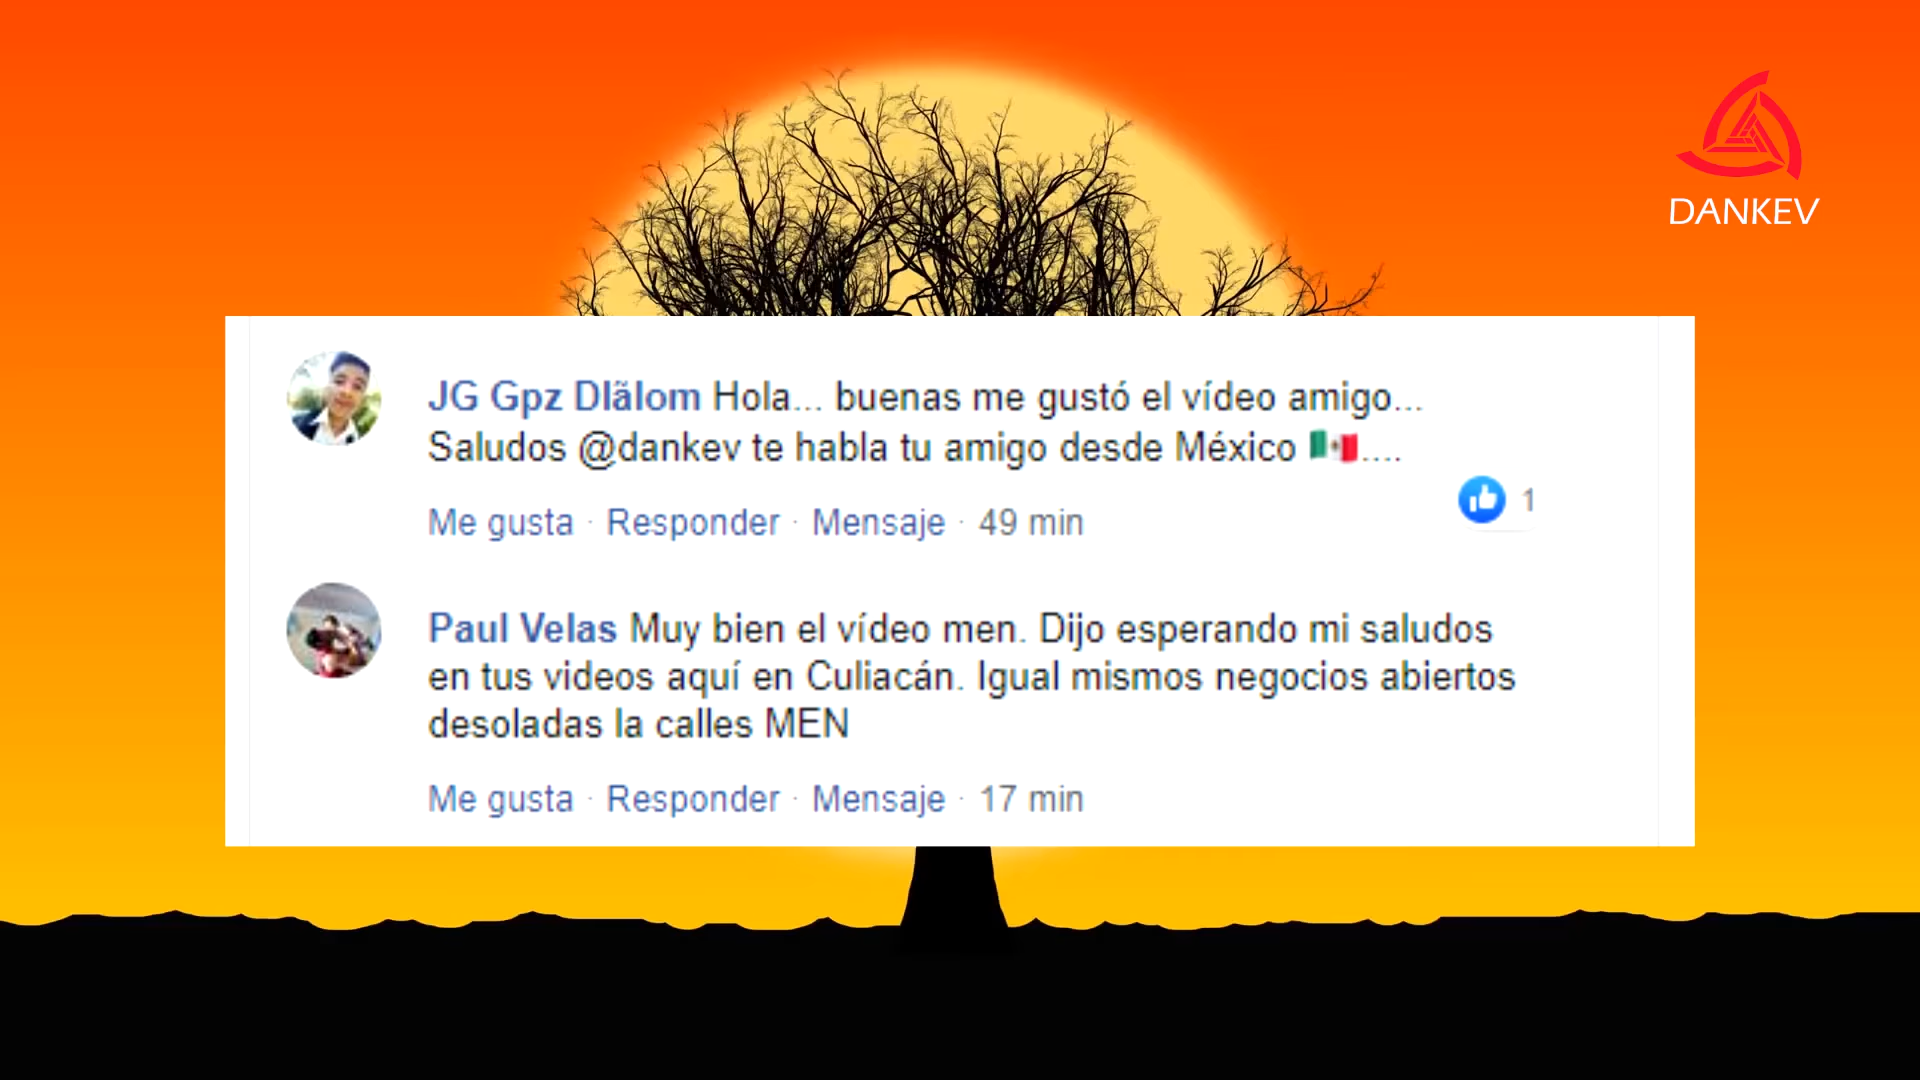 DANKEV
JG Gpz Dlãlom Hola... buenas me gustó el vídeo amigo...
Saludos @dankev te habla tu amigo desde México 🇲🇽....
1
Me gusta · Responder · Mensaje · 49 min
Paul Velas Muy bien el vídeo men. Dijo esperando mi saludos
en tus videos aquí en Culiacán. Igual mismos negocios abiertos
desoladas la calles MEN
Me gusta · Responder · Mensaje · 17 min